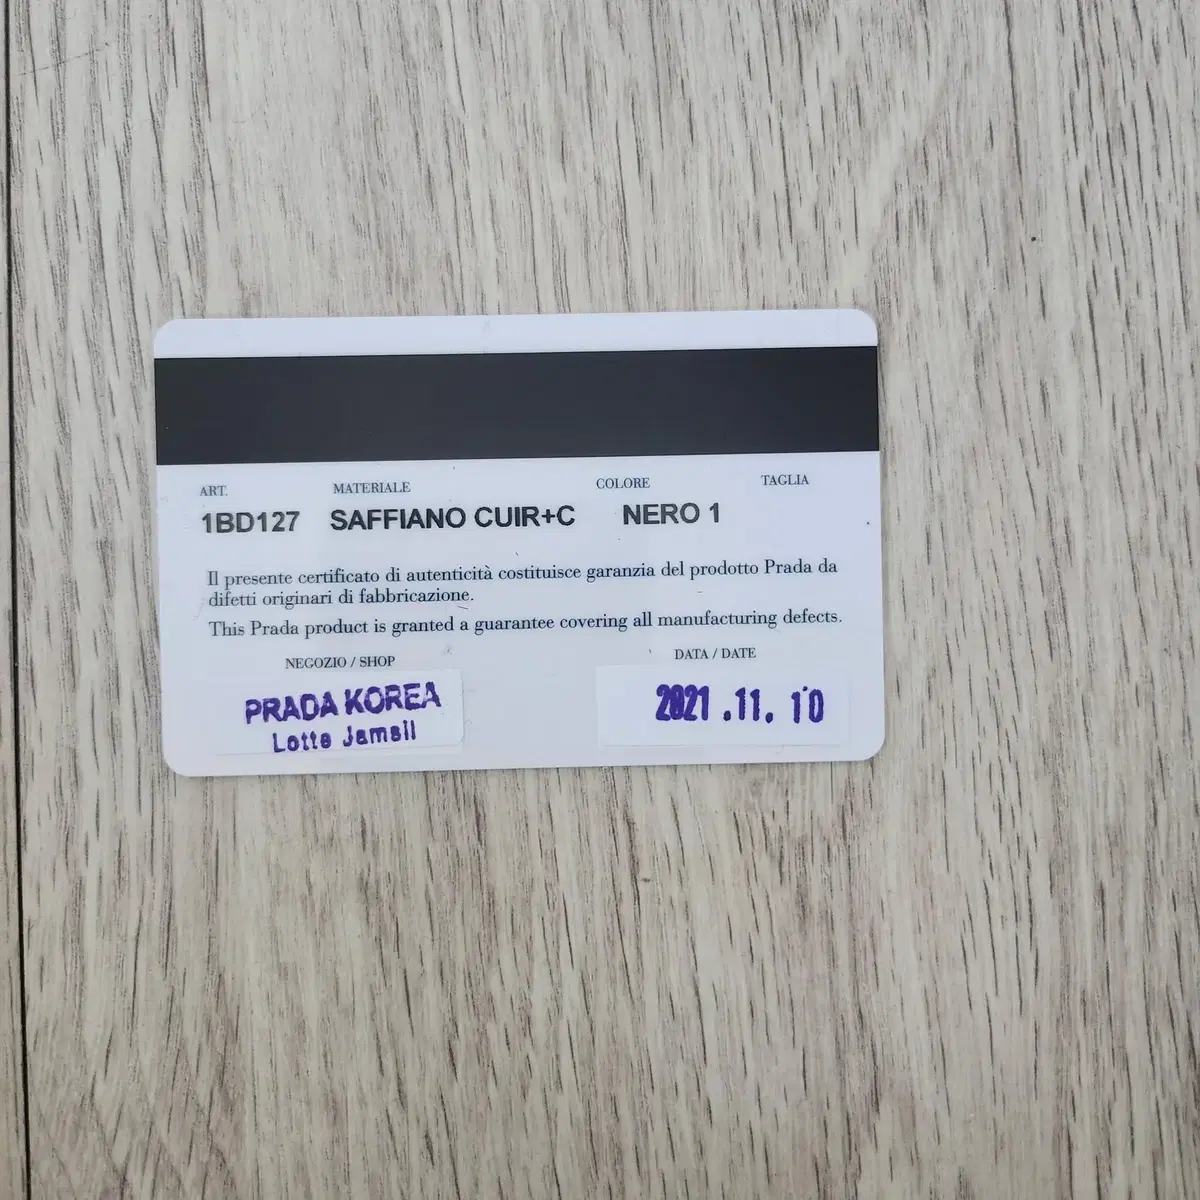 ART. MATERIALE COLORE TAGLIA
1BD127 SAFFIANO CUIR+C NERO 1
Il presente certificato di autenticità costituisce garanzia del prodotto Prada da
difetti originari di fabbricazione.
This Prada product is granted a guarantee covering all manufacturing defects.
NEGOZIO / SHOP DATA / DATE
PRADA KOREA 2021 .11. 10
Lotte Jamsil